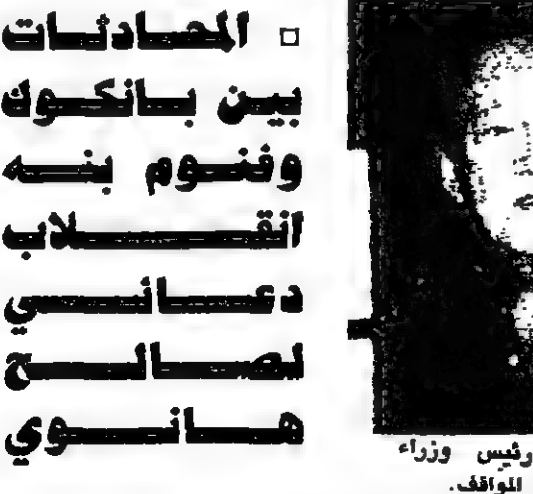 □ المحادثات
بين بانكوك
وفنوم بنه
انقلاب
دعائي
لصالح
هانوي
رئيس وزراء
المواقف.